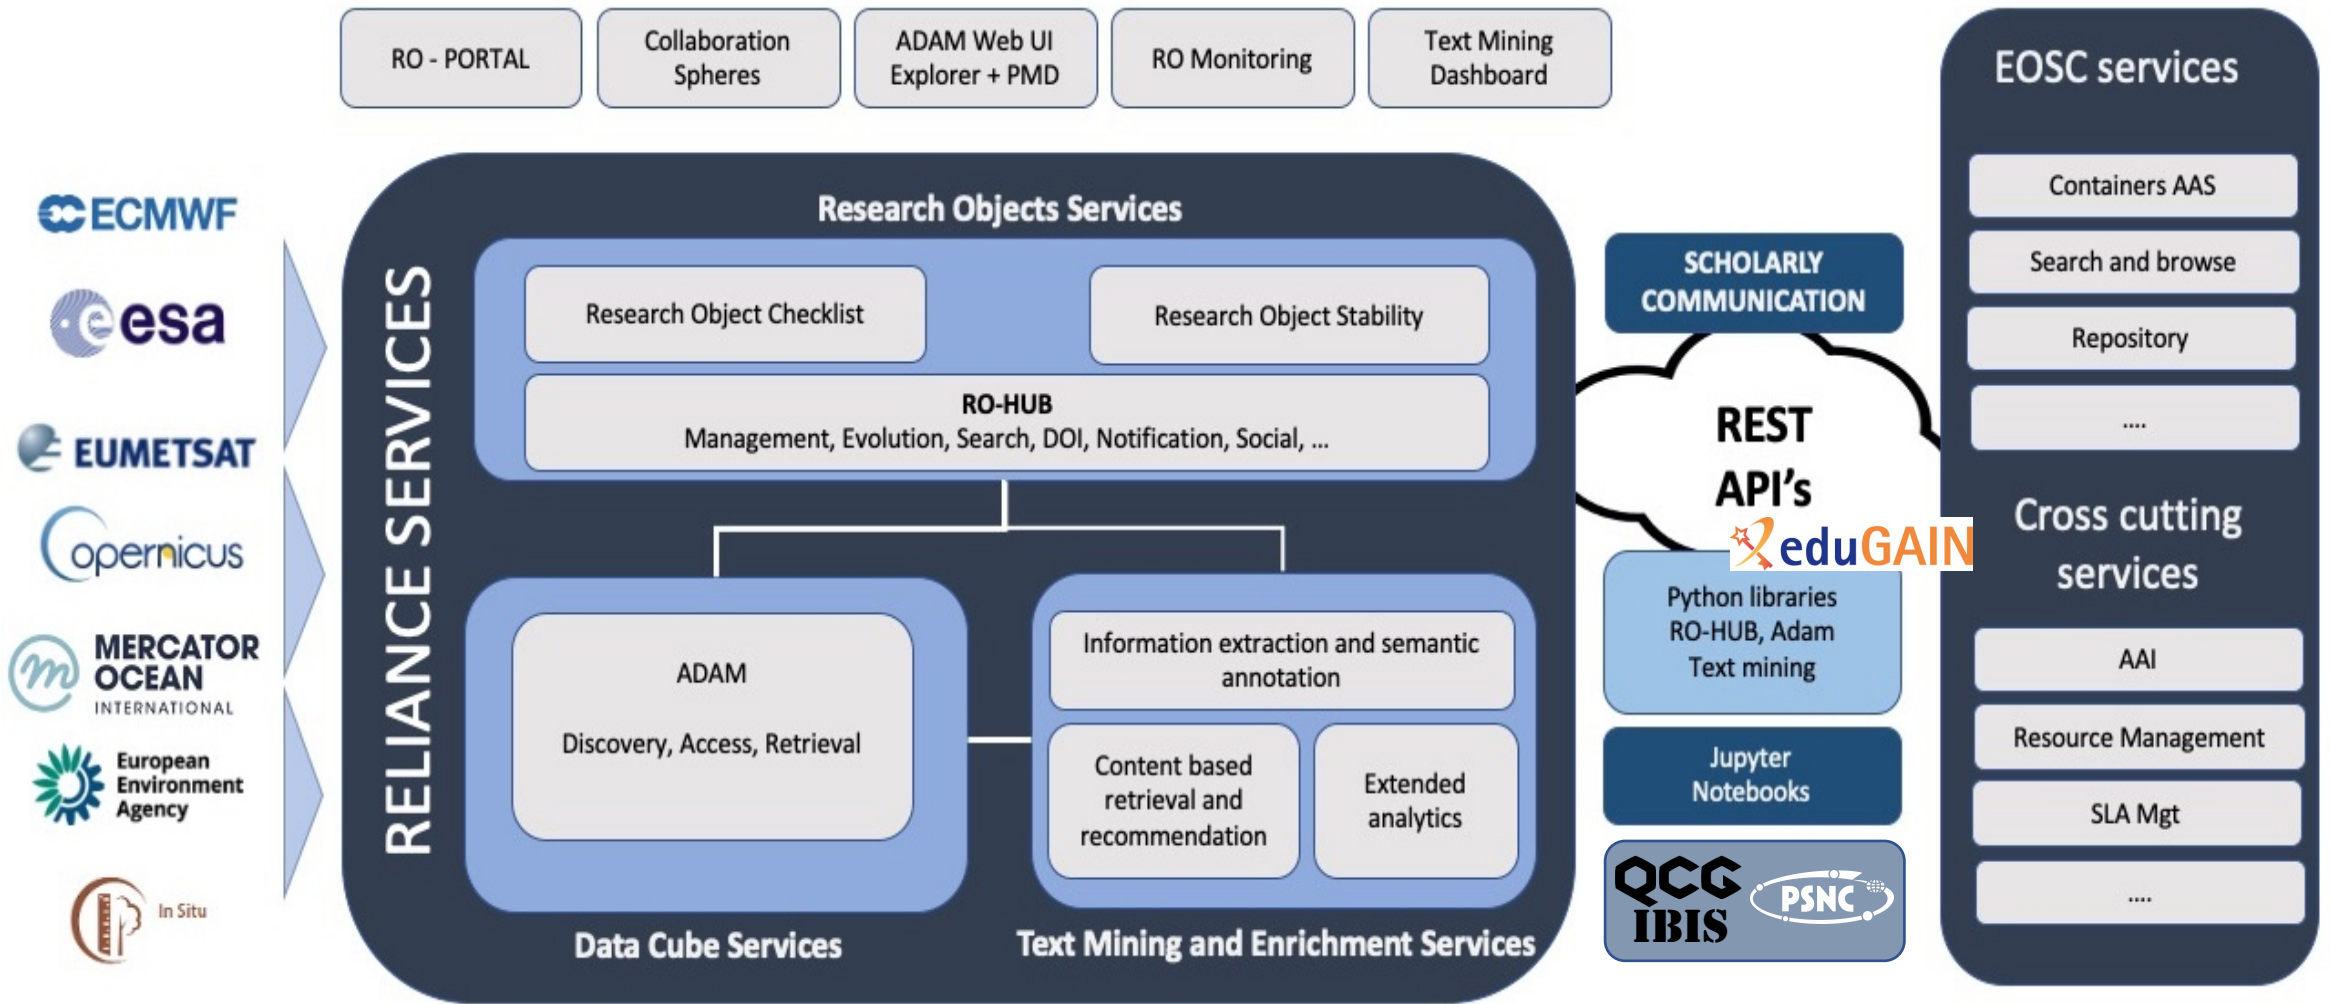 RO - PORTAL
Collaboration
Spheres
ADAM Web UI
Explorer + PMD
RO Monitoring
Text Mining
Dashboard
ECMWF
esa
EUMETSAT
opernicus
MERCATOR
OCEAN
INTERNATIONAL
European
Environment
Agency
In Situ
RELIANCE SERVICES
Research Objects Services
Research Object Checklist
Research Object Stability
RO-HUB
Management, Evolution, Search, DOI, Notification, Social, ...
ADAM
Discovery, Access, Retrieval
Data Cube Services
Information extraction and semantic
annotation
Content based
retrieval and
recommendation
Extended
analytics
Text Mining and Enrichment Services
SCHOLARLY
COMMUNICATION
REST
API's
eduGAIN
Python libraries
RO-HUB, Adam
Text mining
Jupyter
Notebooks
QCG
IBIS
PSNC
EOSC services
Containers AAS
Search and browse
Repository
....
Cross cutting
services
AAI
Resource Management
SLA Mgt
....